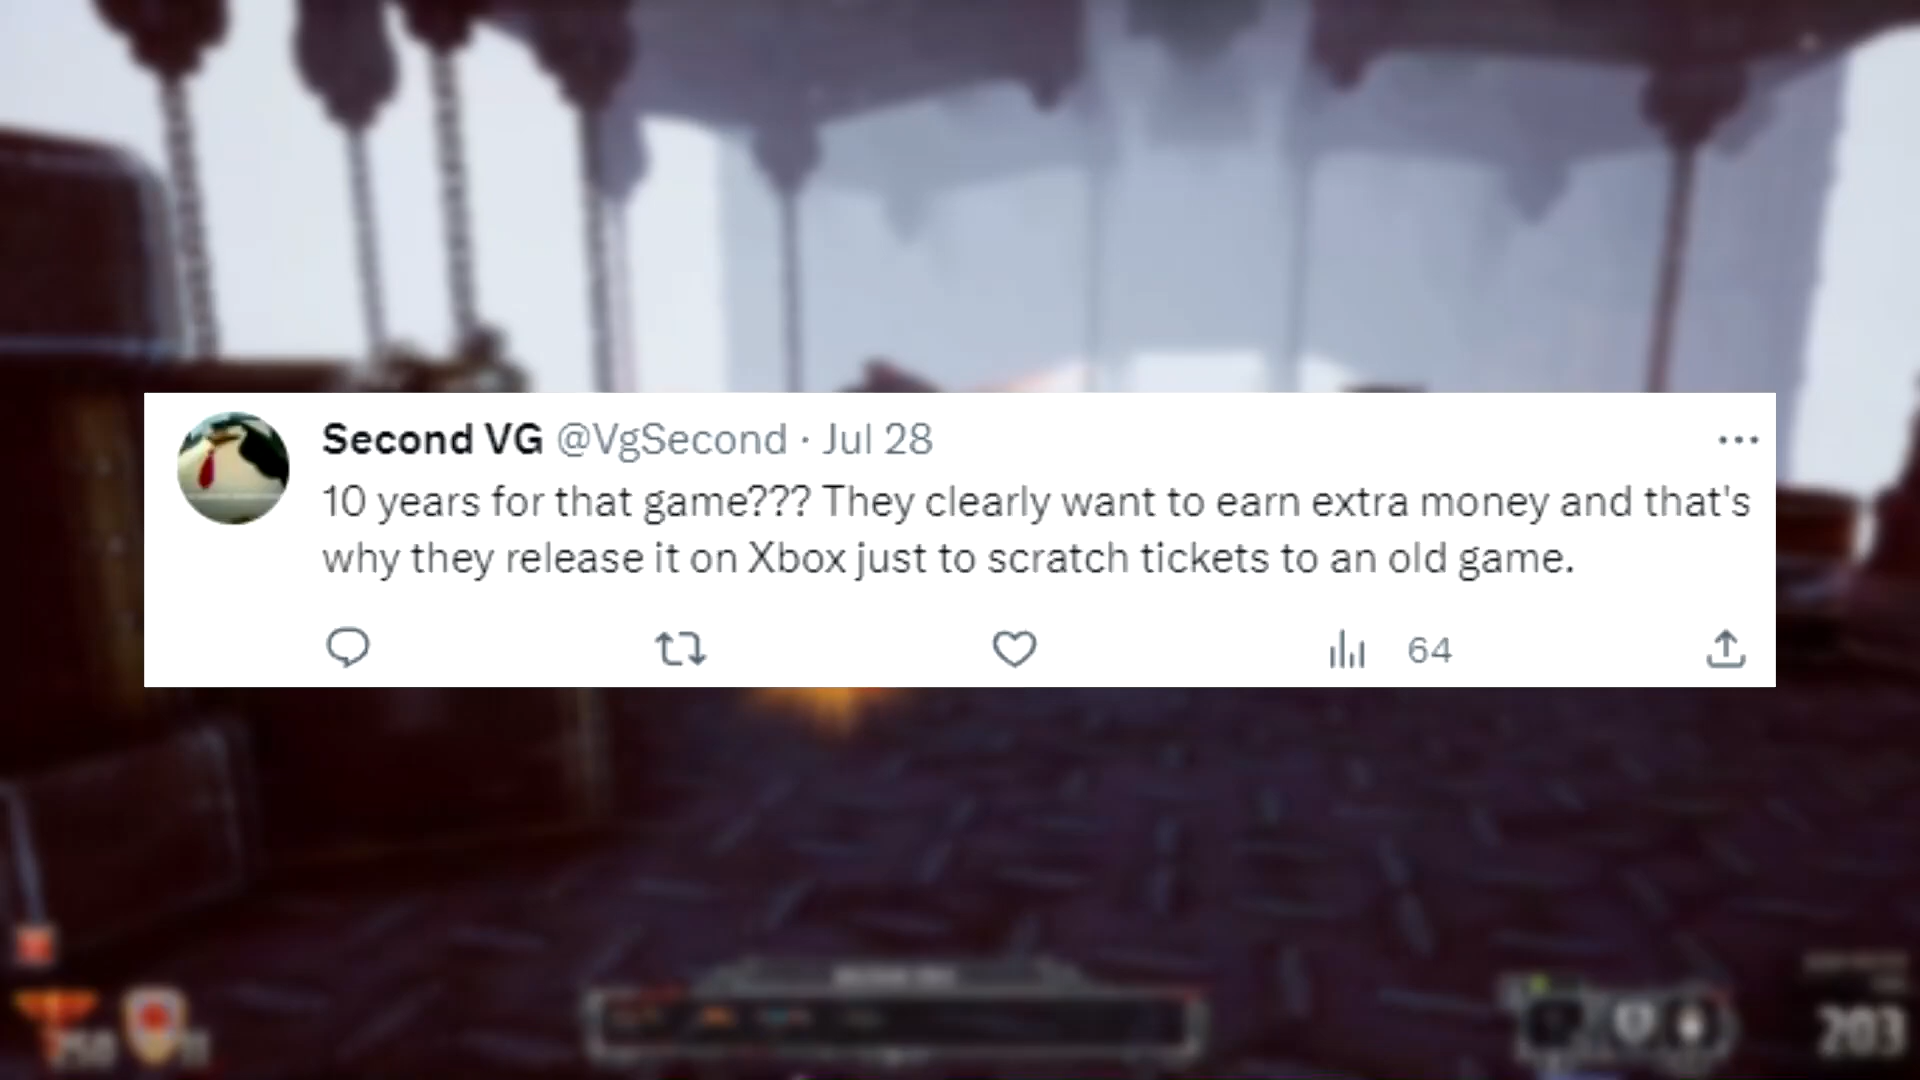 Second VG @VgSecond · Jul 28
10 years for that game??? They clearly want to earn extra money and that's
why they release it on Xbox just to scratch tickets to an old game.
64
203